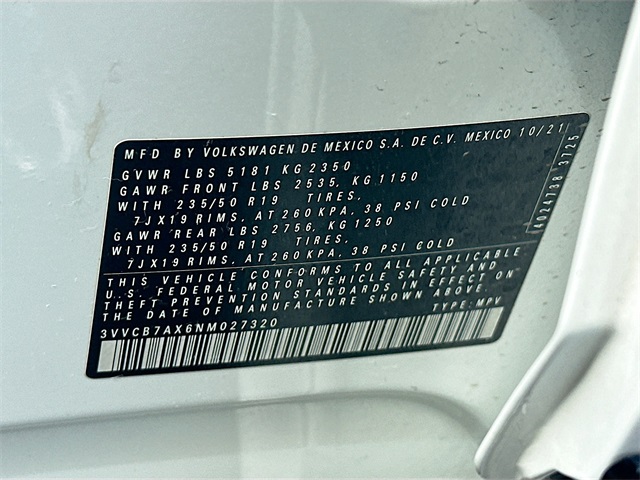 MFD BY VOLKSWAGEN DE MEXICO S.A. DE C.V. MEXICO 10/21
GVWR LBS 5181 KG 2350
GAWR FRONT LBS 2535, KG 1150
WITH 235/50 R19 TIRES,
7JX19 RIMS, AT 260 KPA, 38 PSI COLD
GAWR REAR LBS 2756, KG 1250
WITH 235/50 R19 TIRES,
7JX19 RIMS, AT 260 KPA, 38 PSI COLD
THIS VEHICLE CONFORMS TO ALL APPLICABLE
U.S. FEDERAL MOTOR VEHICLE SAFETY AND
THEFT PREVENTION STANDARDS IN EFFECT ON
THE DATE OF MANUFACTURE SHOWN ABOVE.
3VVCB7AX6NM027320 TYPE: MPV
4024738 3725